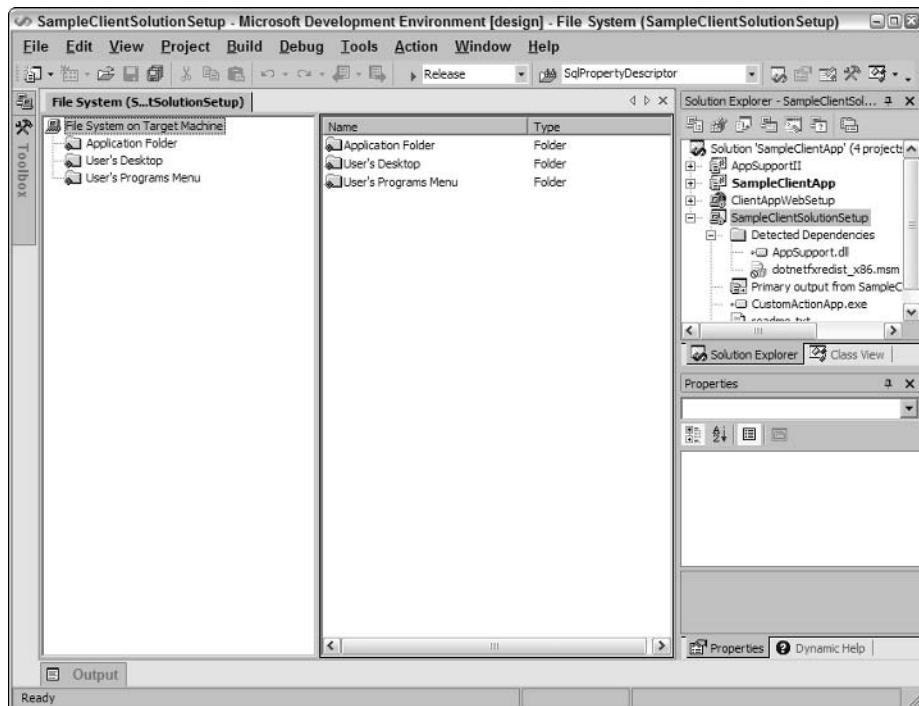 SampleClientSolutionSetup - Microsoft Development Environment [design] - File System (SampleClientSolutionSetup)
File Edit View Project Build Debug Tools Action Window Help
Release SqlPropertyDescriptor
File System (S...tSolutionSetup)
Toolbox
File System on Target Machine
Application Folder
User's Desktop
User's Programs Menu
Name Type
Application Folder Folder
User's Desktop Folder
User's Programs Menu Folder
Solution Explorer - SampleClientSol...
Solution 'SampleClientApp' (4 projects
AppSupportII
SampleClientApp
ClientAppWebSetup
SampleClientSolutionSetup
Detected Dependencies
AppSupport.dll
dotnetfxredist_x86.msm
Primary output from SampleC
CustomActionApp.exe
readme.txt
Solution Explorer Class View
Properties
Properties Dynamic Help
Output
Ready